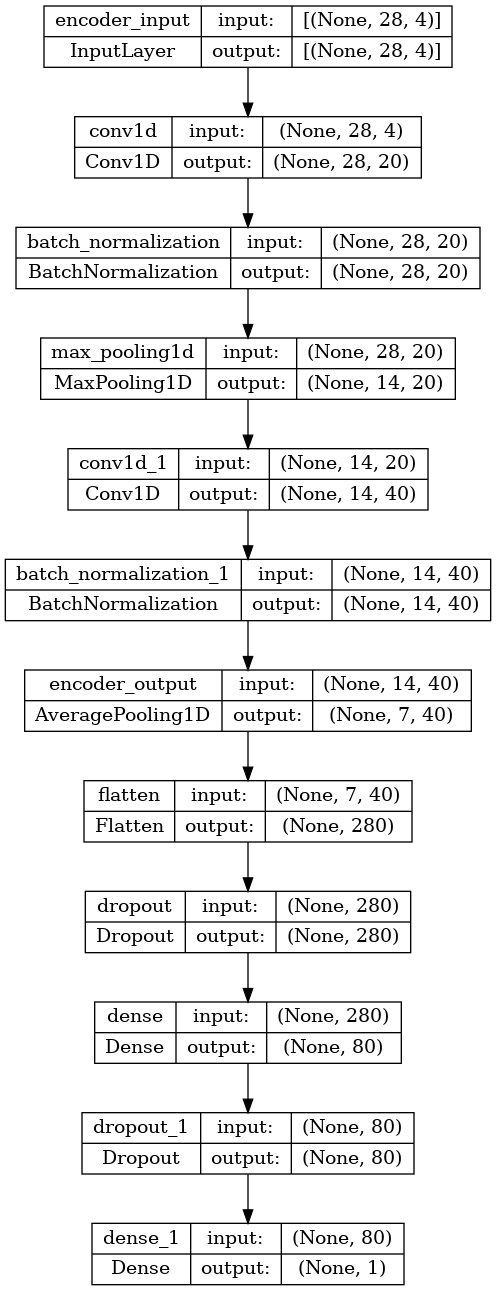 encoder_input input: [(None, 28, 4)]
InputLayer output: [(None, 28, 4)]
conv1d input: (None, 28, 4)
Conv1D output: (None, 28, 20)
batch_normalization input: (None, 28, 20)
BatchNormalization output: (None, 28, 20)
max_pooling1d input: (None, 28, 20)
MaxPooling1D output: (None, 14, 20)
conv1d_1 input: (None, 14, 20)
Conv1D output: (None, 14, 40)
batch_normalization_1 input: (None, 14, 40)
BatchNormalization output: (None, 14, 40)
encoder_output input: (None, 14, 40)
AveragePooling1D output: (None, 7, 40)
flatten input: (None, 7, 40)
Flatten output: (None, 280)
dropout input: (None, 280)
Dropout output: (None, 280)
dense input: (None, 280)
Dense output: (None, 80)
dropout_1 input: (None, 80)
Dropout output: (None, 80)
dense_1 input: (None, 80)
Dense output: (None, 1)